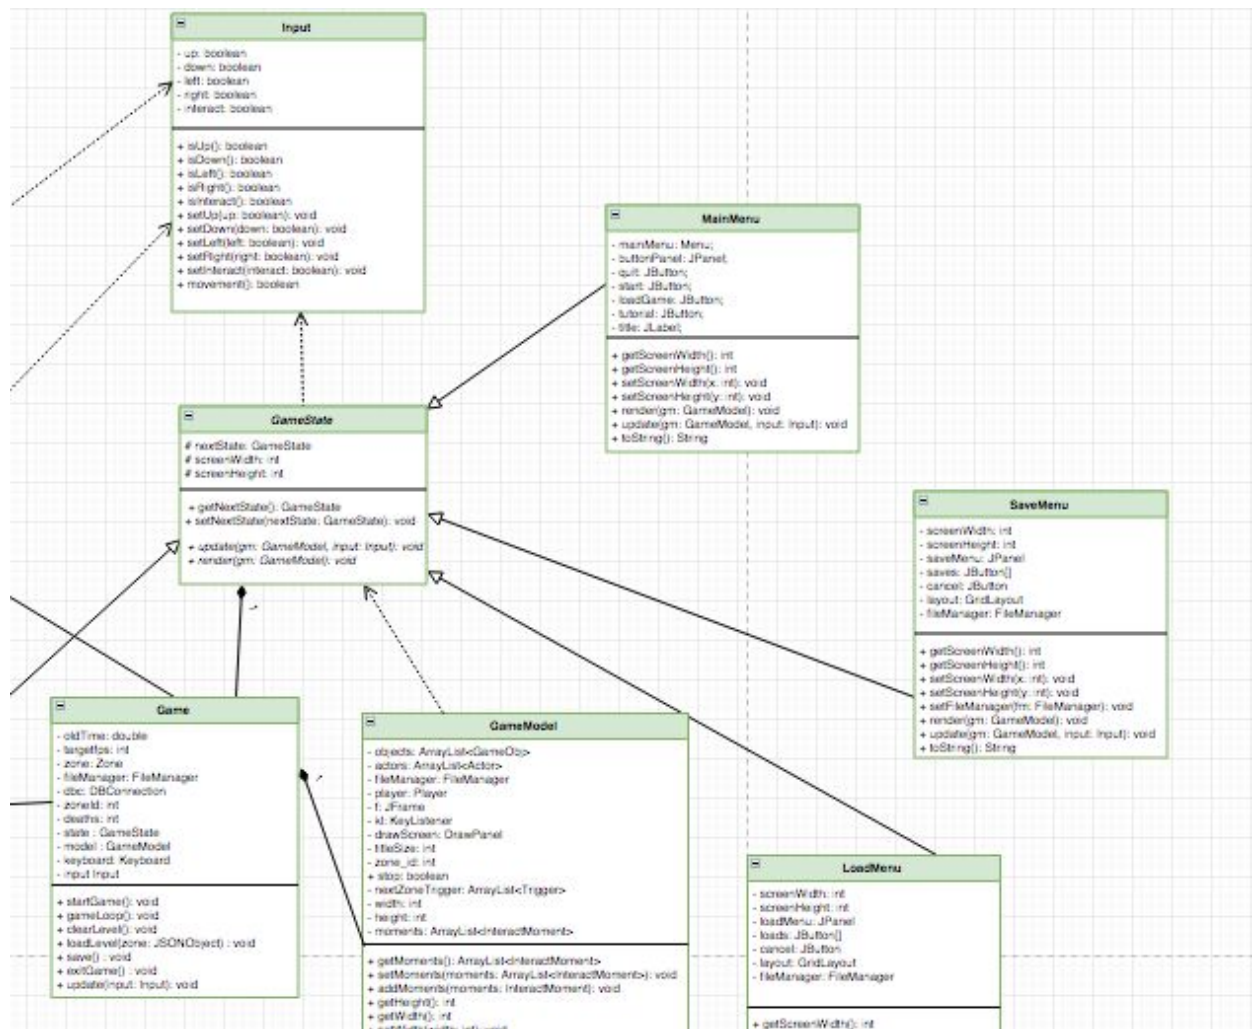 Input
- up: boolean
- down: boolean
- left: boolean
- right: boolean
- interact: boolean
+ isUp(): boolean
+ isDown(): boolean
+ isLeft(): boolean
+ isRight(): boolean
+ isInteract(): boolean
+ setUp(up: boolean): void
+ setDown(down: boolean): void
+ setLeft(left: boolean): void
+ setRight(right: boolean): void
+ setInteract(interact: boolean): void
+ movement(): boolean
MainMenu
- mainMenu: Menu;
- buttonPanel: JPanel;
- quit: JButton;
- start: JButton;
- loadGame: JButton;
- tutorial: JButton;
- title: JLabel;
+ getScreenWidth(): int
+ getScreenHeight(): int
+ setScreenWidth(x: int): void
+ setScreenHeight(y: int): void
+ render(gm: GameModel): void
+ update(gm: GameModel, input: Input): void
+ toString(): String
GameState
# nextState: GameState
# screenWidth: int
# screenHeight: int
+ getNextState(): GameState
+ setNextState(nextState: GameState): void
+ update(gm: GameModel, input: Input): void
+ render(gm: GameModel): void
SaveMenu
- screenWidth: int
- screenHeight: int
- saveMenu: JPanel
- saves: JButton[]
- cancel: JButton
- layout: GridLayout
- fileManager: FileManager
+ getScreenWidth(): int
+ getScreenHeight(): int
+ setScreenWidth(x: int): void
+ setScreenHeight(y: int): void
+ setFileManager(fm: FileManager): void
+ render(gm: GameModel): void
+ update(gm: GameModel, input: Input): void
+ toString(): String
Game
- oldTime: double
- targetfps: int
- zone: Zone
- fileManager: FileManager
- dbc: DBConnection
- zoneId: int
- deaths: int
- state : GameState
- model : GameModel
- keyboard: Keyboard
- input Input
+ startGame(): void
+ gameLoop(): void
+ clearLevel(): void
+ loadLevel(zone: JSONObject) : void
+ save() : void
+ exitGame() : void
+ update(input: Input): void
GameModel
- objects: ArrayList<GameObj>
- actors: ArrayList<Actor>
- fileManager: FileManager
- player: Player
- f: JFrame
- kl: KeyListener
- drawScreen: DrawPanel
- titleSize: int
- zone_id: int
+ stop: boolean
- nextZoneTrigger: ArrayList<Trigger>
- width: int
- height: int
- moments: ArrayList<InteractMoment>
+ getMoments(): ArrayList<InteractMoment>
+ setMoments(moments: ArrayList<InteractMoment>): void
+ addMoments(moments: InteractMoment): void
+ getHeight(): int
+ getWidth(): int
LoadMenu
- screenWidth: int
- screenHeight: int
- loadMenu: JPanel
- loads: JButton[]
- cancel: JButton
- layout: GridLayout
- fileManager: FileManager
+ getScreenWidth(): int